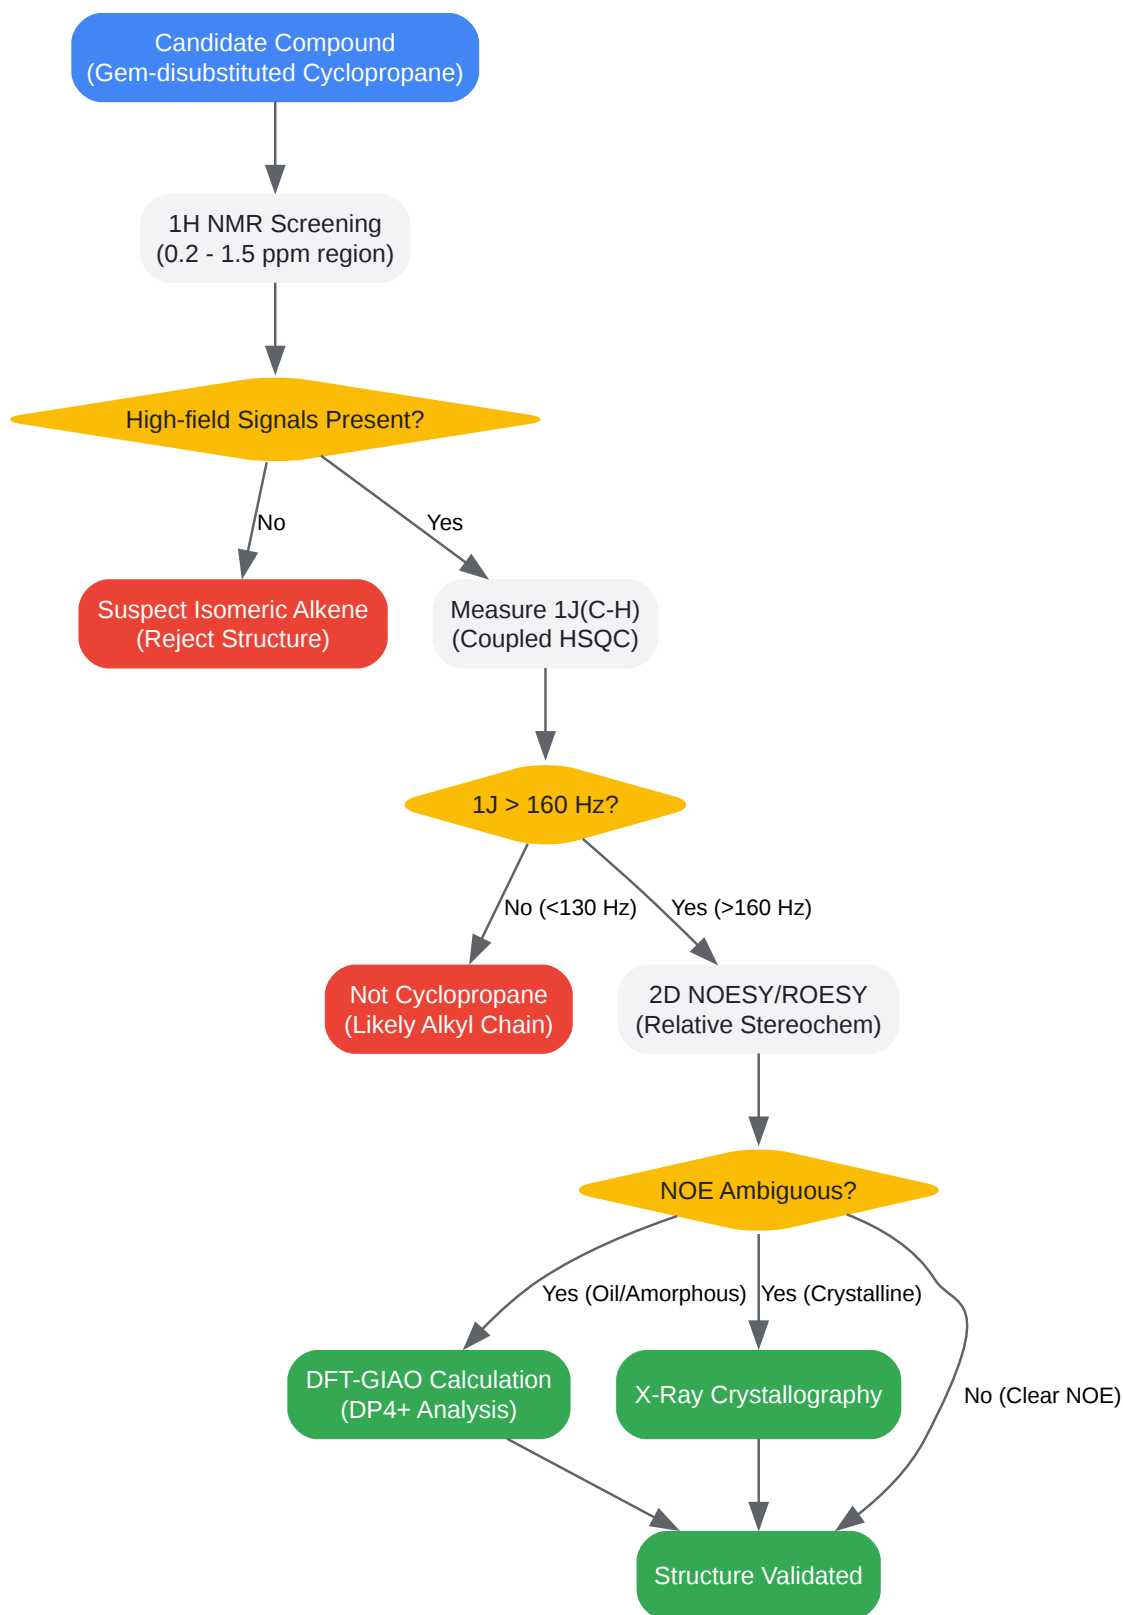 Candidate Compound
(Gem-disubstituted Cyclopropane)
1H NMR Screening
(0.2 - 1.5 ppm region)
High-field Signals Present?
No
Yes
Suspect Isomeric Alkene
(Reject Structure)
Measure 1J(C-H)
(Coupled HSQC)
1J > 160 Hz?
No (<130 Hz)
Yes (>160 Hz)
Not Cyclopropane
(Likely Alkyl Chain)
2D NOESY/ROESY
(Relative Stereochem)
NOE Ambiguous?
Yes (Oil/Amorphous)
Yes (Crystalline)
No (Clear NOE)
DFT-GIAO Calculation
(DP4+ Analysis)
X-Ray Crystallography
Structure Validated